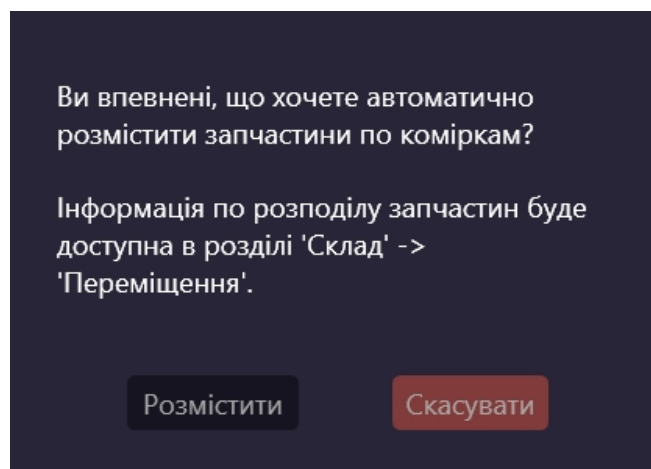 Ви впевнені, що хочете автоматично
розмістити запчастини по коміркам?
Інформація по розподілу запчастин буде
доступна в розділі 'Склад' ->
'Переміщення'.
Розмістити
Скасувати